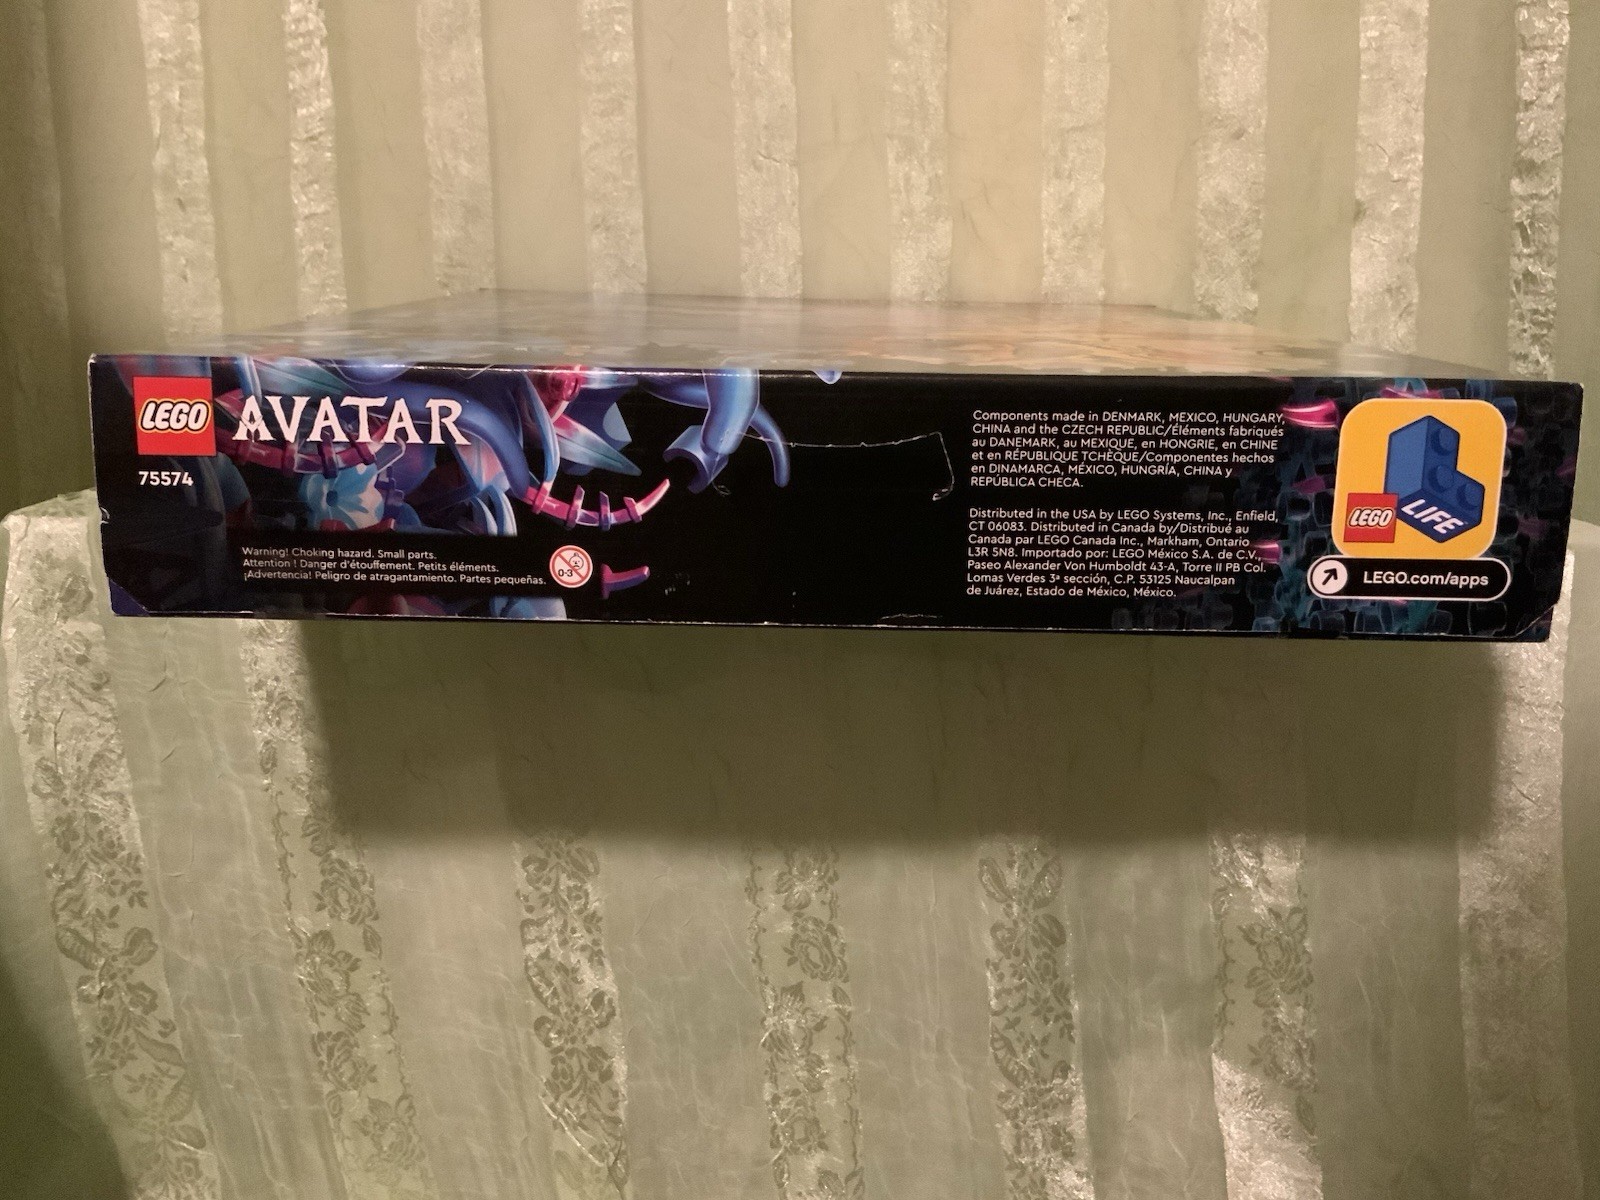 LEGO AVATAR
75574
Warning! Choking hazard. Small parts.
Attention ! Danger d'étouffement. Petits éléments.
¡Advertencia! Peligro de atragantamiento. Partes pequeñas.
0-3
Components made in DENMARK, MEXICO, HUNGARY,
CHINA and the CZECH REPUBLIC/Éléments fabriqués
au DANEMARK, au MEXIQUE, en HONGRIE, en CHINE
et en RÉPUBLIQUE TCHÈQUE/Componentes hechos
en DINAMARCA, MÉXICO, HUNGRÍA, CHINA y
REPÚBLICA CHECA.
Distributed in the USA by LEGO Systems, Inc., Enfield,
CT 06083. Distributed in Canada by/Distribué au
Canada par LEGO Canada Inc., Markham, Ontario
L3R 5N8. Importado por: LEGO México S.A. de C.V.,
Paseo Alexander Von Humboldt 43-A, Torre II PB Col.
Lomas Verdes 3ª sección, C.P. 53125 Naucalpan
de Juárez, Estado de México, México.
LEGO LIFE
LEGO.com/apps